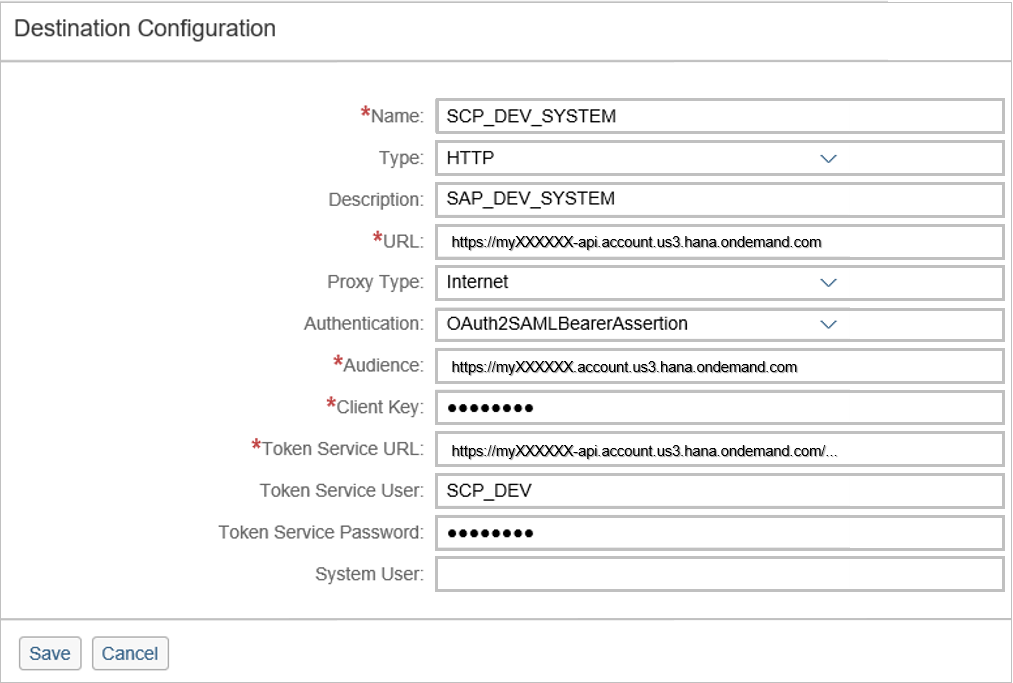 Destination Configuration
*Name: SCP_DEV_SYSTEM
Type: HTTP
Description: SAP_DEV_SYSTEM
*URL: https://myXXXXXX-api.account.us3.hana.ondemand.com
Proxy Type: Internet
Authentication: OAuth2SAMLBearerAssertion
*Audience: https://myXXXXXX.account.us3.hana.ondemand.com
*Client Key: ●●●●●●●●
*Token Service URL: https://myXXXXXX-api.account.us3.hana.ondemand.com/...
Token Service User: SCP_DEV
Token Service Password: ●●●●●●●●
System User:
Save Cancel